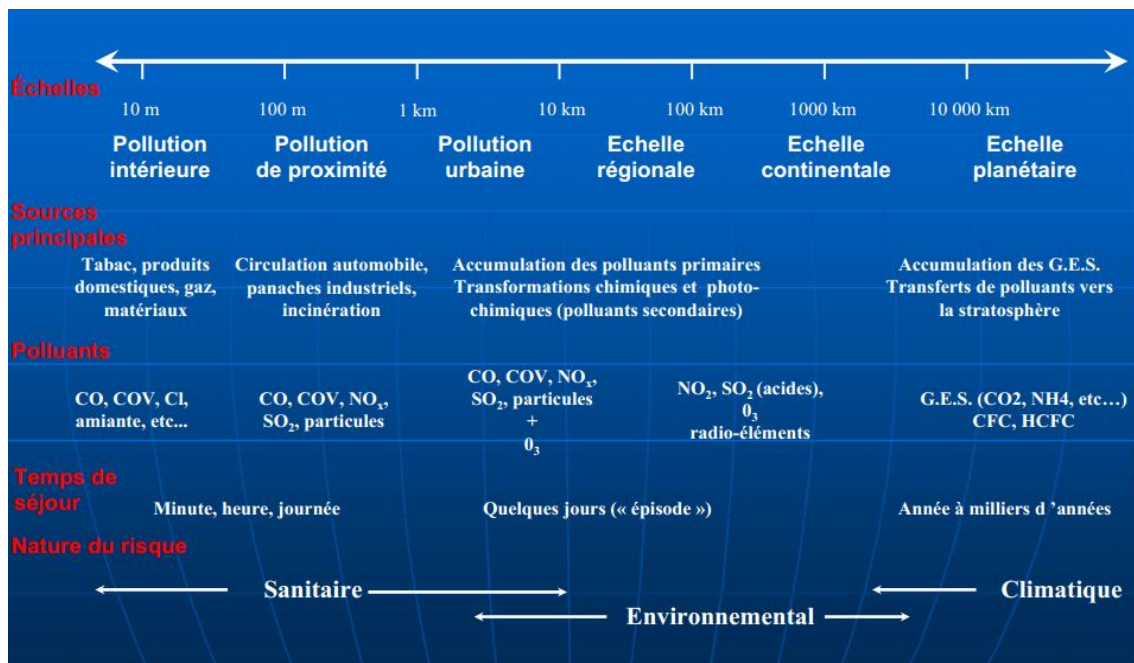 Échelles
10 m 100 m 1 km 10 km 100 km 1000 km 10 000 km
Pollution intérieure
Pollution de proximité
Pollution urbaine
Echelle régionale
Echelle continentale
Echelle planétaire
Sources
principales
Tabac, produits
domestiques, gaz,
matériaux
Circulation automobile,
panaches industriels,
incinération
Accumulation des polluants primaires
Transformations chimiques et photo-
chimiques (polluants secondaires)
Accumulation des G.E.S.
Transferts de polluants vers
la stratosphère
Polluants
CO, COV, Cl,
amiante, etc...
CO, COV, NOₓ,
SO₂, particules
CO, COV, NOₓ,
SO₂, particules
+
0₃
NO₂, SO₂ (acides),
0₃
radio-éléments
G.E.S. (CO2, NH4, etc…)
CFC, HCFC
Temps de
séjour
Minute, heure, journée
Quelques jours (« épisode »)
Année à milliers d ’années
Nature du risque
Sanitaire
Climatique
Environnemental